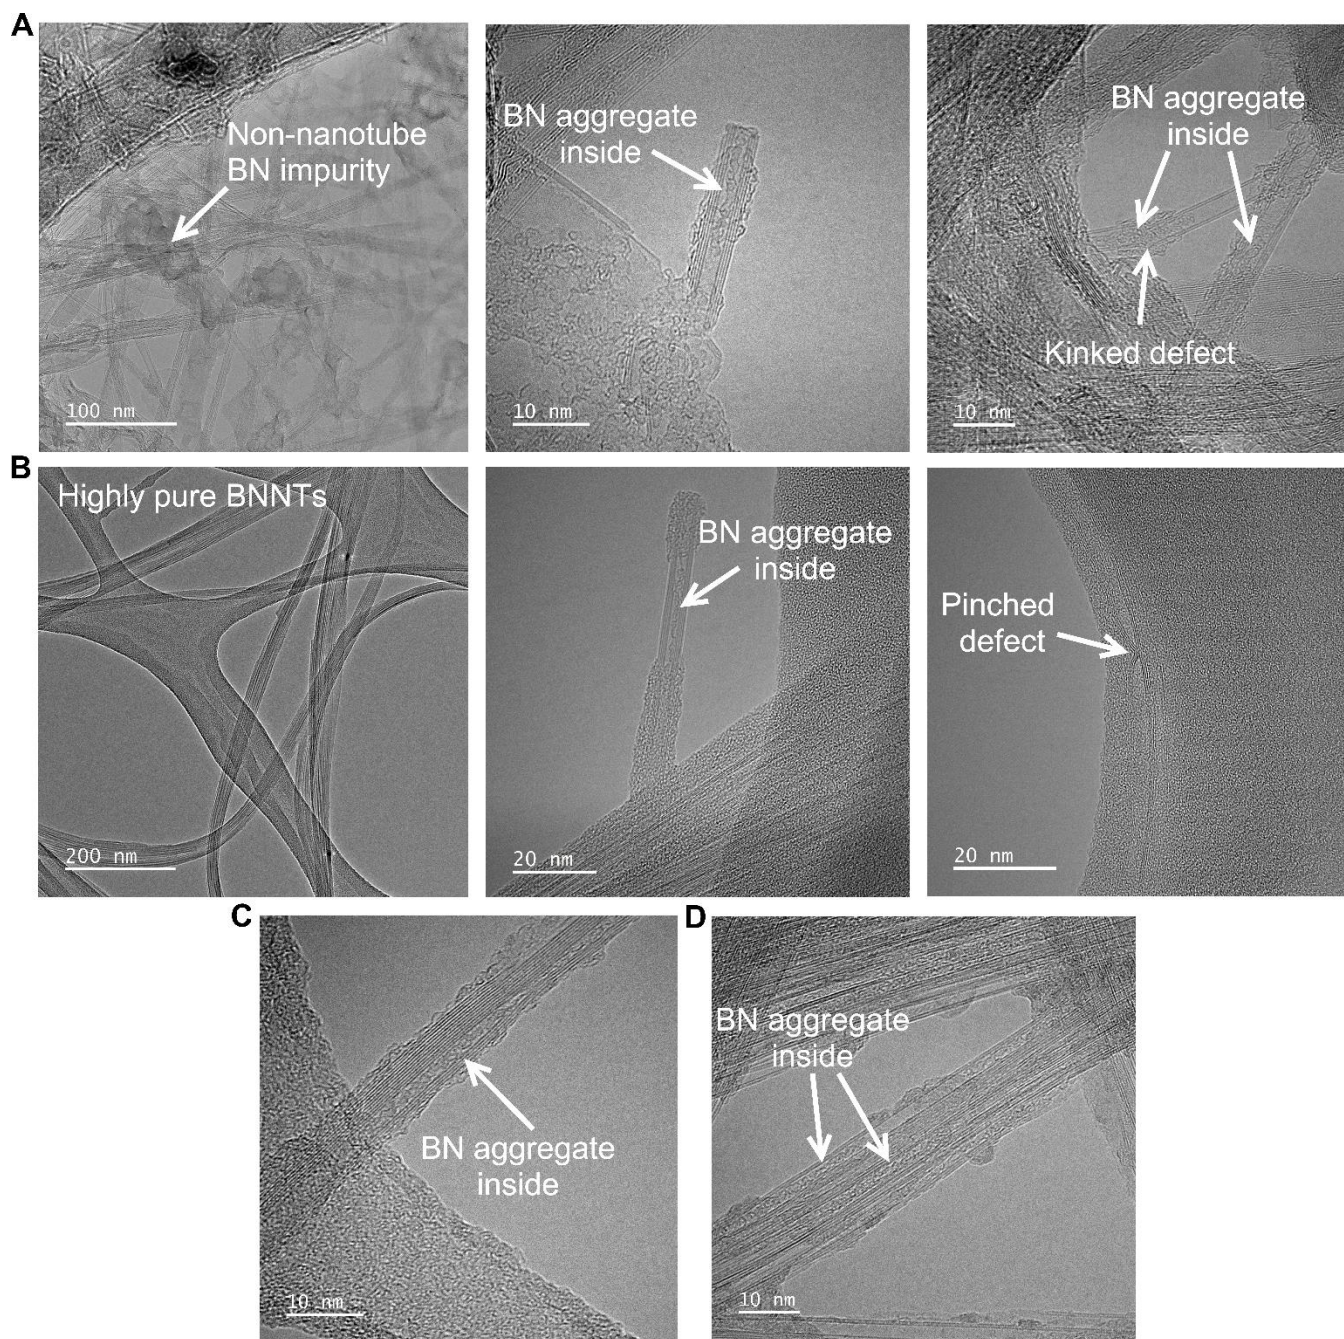 A
Non-nanotube
BN impurity
100 nm
BN aggregate
inside
10 nm
BN aggregate
inside
Kinked defect
10 nm
B
Highly pure BNNTs
200 nm
BN aggregate
inside
20 nm
Pinched
defect
20 nm
C
BN aggregate
inside
10 nm
D
BN aggregate
inside
10 nm